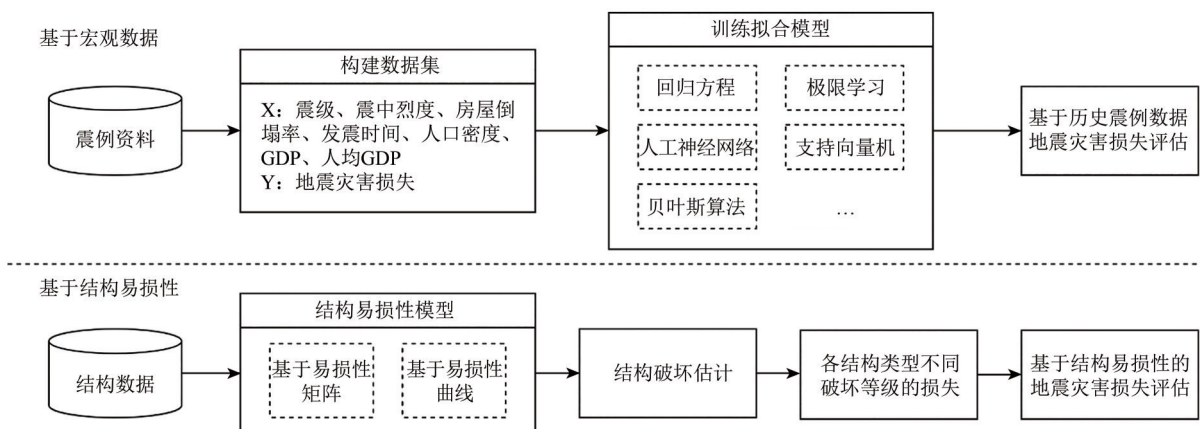 基于宏观数据
震例资料
构建数据集
X：震级、震中烈度、房屋倒
塌率、发震时间、人口密度、
GDP、人均GDP
Y：地震灾害损失
训练拟合模型
回归方程
极限学习
人工神经网络
支持向量机
贝叶斯算法
…
基于历史震例数据
地震灾害损失评估
基于结构易损性
结构数据
结构易损性模型
基于易损性
矩阵
基于易损性
曲线
结构破坏估计
各结构类型不同
破坏等级的损失
基于结构易损性的
地震灾害损失评估